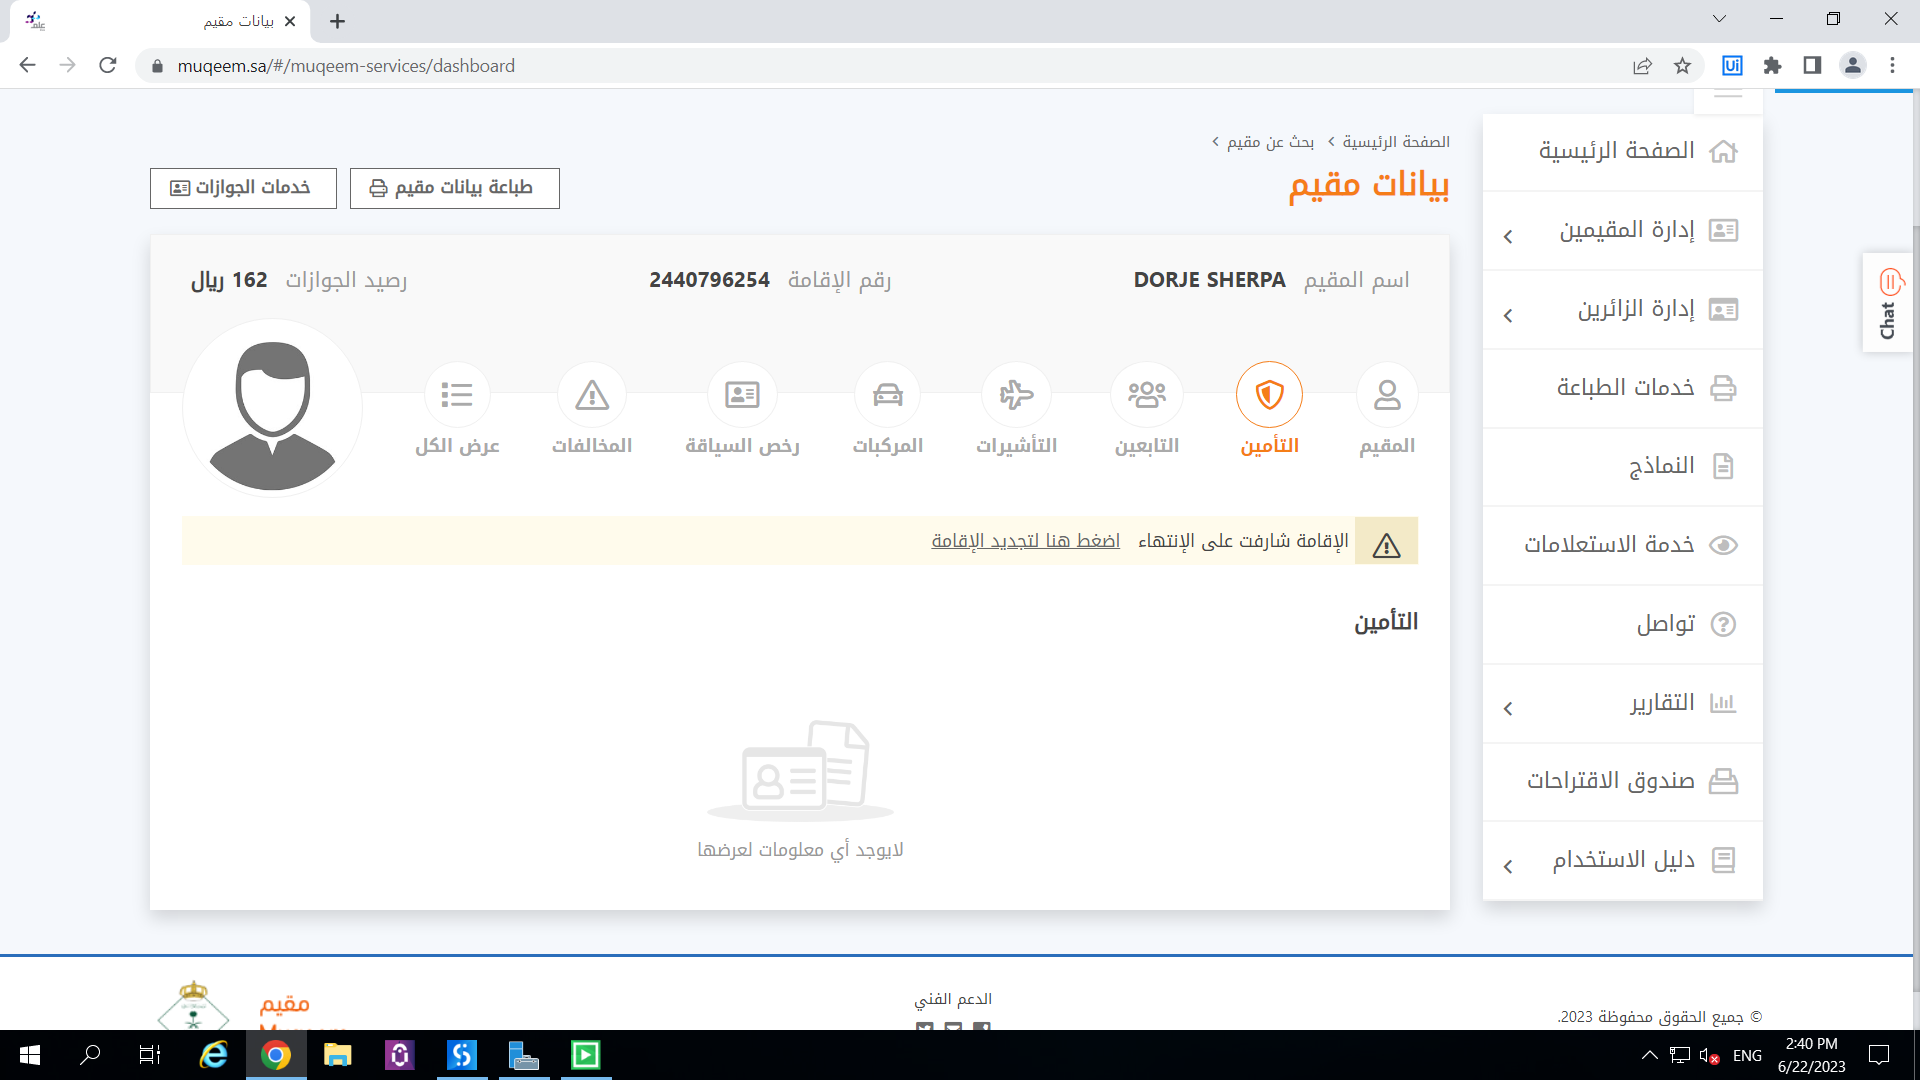 بيانات مقيم
muqeem.sa/#/muqeem-services/dashboard
الصفحة الرئيسية
بحث عن مقيم
بيانات مقيم
طباعة بيانات مقيم
خدمات الجوازات
اسم المقيم DORJE SHERPA
رقم الإقامة 2440796254
رصيد الجوازات 162 ريال
المقيم
التأمين
التابعين
التأشيرات
المركبات
رخص السياقة
المخالفات
عرض الكل
الإقامة شارفت على الإنتهاء اضغط هنا لتجديد الإقامة
التأمين
لايوجد أي معلومات لعرضها
الصفحة الرئيسية
إدارة المقيمين
إدارة الزائرين
خدمات الطباعة
النماذج
خدمة الاستعلامات
تواصل
التقارير
صندوق الاقتراحات
دليل الاستخدام
Chat
© جميع الحقوق محفوظة 2023.
الدعم الفني
مقيم
ENG
2:40 PM
6/22/2023